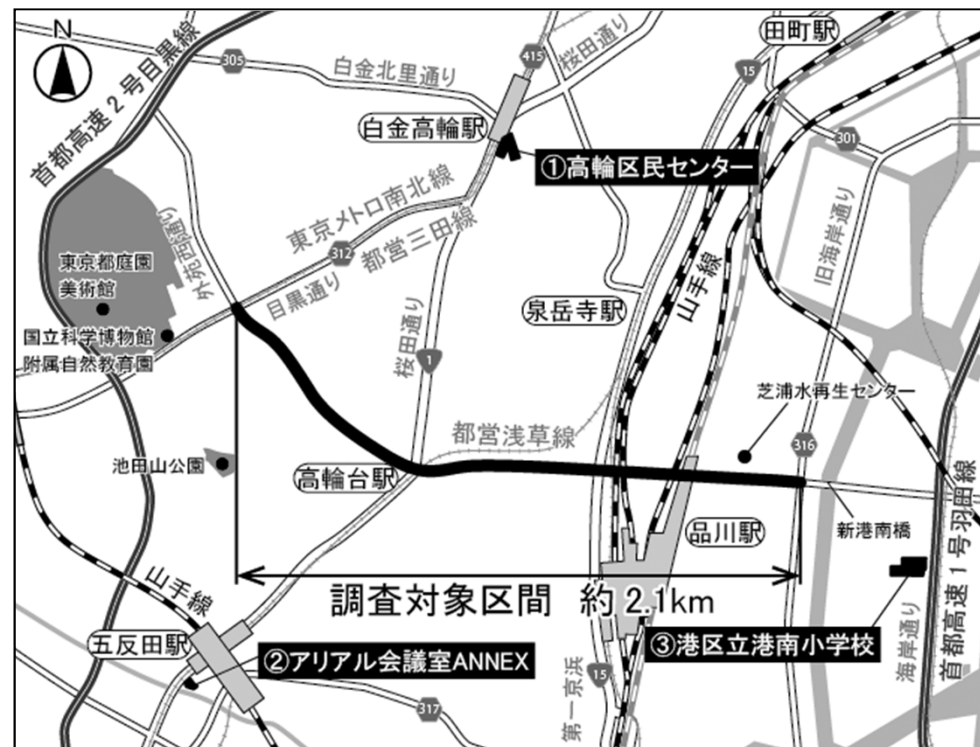 N
首都高速2号目黒線
305
白金北里通り
415
桜田通り
田町駅
15
白金高輪駅
①高輪区民センター
301
東京メトロ南北線
312
都営三田線
目黒通り
外苑西通り
東京都庭園
美術館
国立科学博物館
附属自然教育園
旧海岸通り
山手線
泉岳寺駅
桜田通り
1
芝浦水再生センター
都営浅草線
316
池田山公園
高輪台駅
品川駅
新港南橋
首都高速1号羽田線
調査対象区間 約2.1km
山手線
五反田駅
②アリアル会議室ANNEX
③港区立港南小学校
海岸通り
第一京浜
15
317